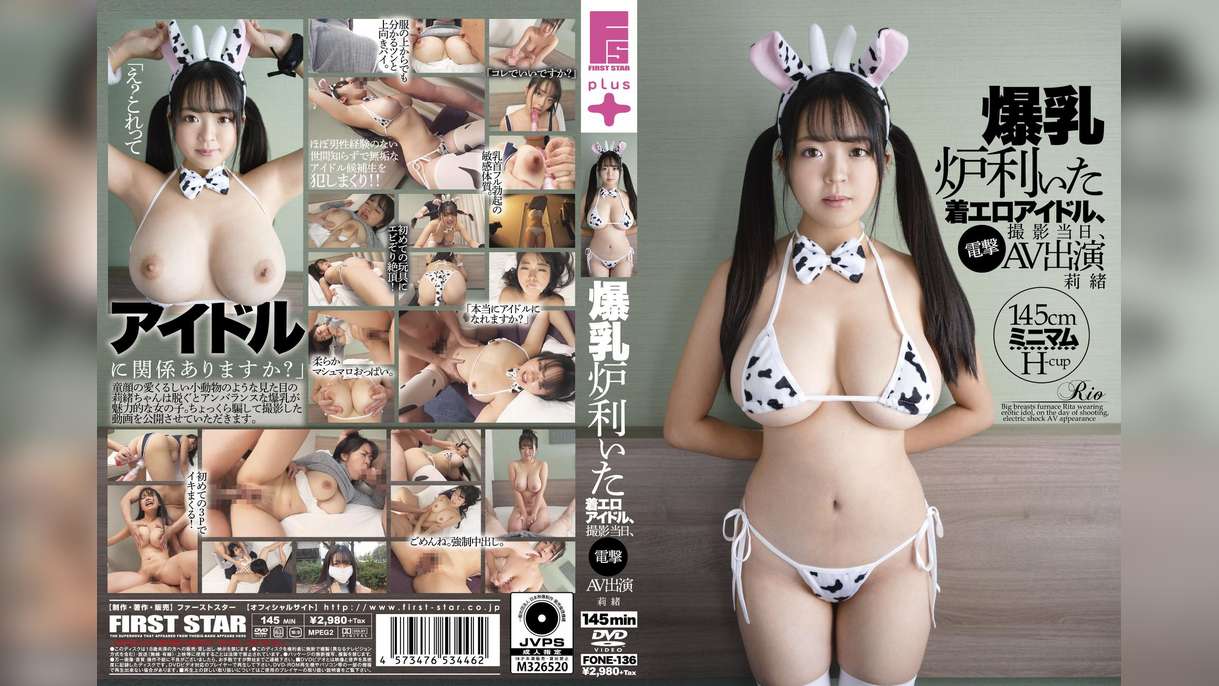 「え？これって
アイドル
に関係ありますか？」
童顔の愛くるしい小動物のような見た目の
莉緒ちゃんは脱ぐとアンバランスな爆乳が
魅力的な女の子。ちょっくら騙して撮影した
動画を公開させていただきます。
服の上からでも
分かるツンと
上向きパイ。
「コレでいいですか？」
ほぼ男性経験のない
世間知らずで無垢な
アイドル候補生を
犯しまくり!!
乳首フル勃起の
敏感体質。
初めての玩具で
エビぞり絶頂！
「本当にアイドルに
なれますか？」
柔らか
マシュマロおっぱい。
初めての3Pで
イキまくる！
ごめんね。強制中出し。
【制作・著作・販売】ファーストスター 【オフィシャルサイト】http://www.first-star.co.jp
FIRST STAR
145 MIN
¥2,980+Tax
MPEG2
4 573476 534462
JVPS
成人指定
M326520
FS
FIRST STAR
plus
爆乳炉利いた
着エロ
アイドル、
撮影当日、
電撃
AV出演
莉緒
145min
DVD
VIDEO
FONE-136
¥2,980+Tax
爆乳
炉利いた
着エロアイドル、
撮影当日、
電撃
AV出演
莉緒
145cm
ミニマム
H-cup
Rio
Big breasts furnace Rita wearing
erotic idol, on the day of shooting,
electric shock AV appearance